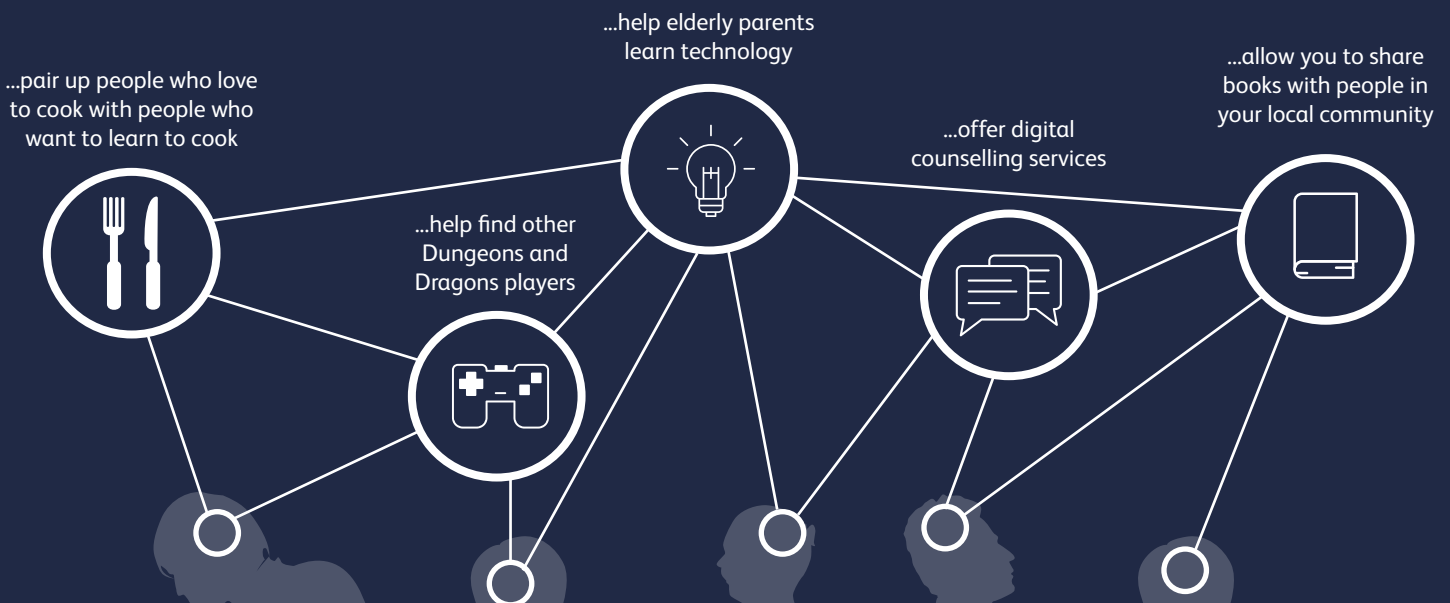 ...pair up people who love
to cook with people who
want to learn to cook
...help find other
Dungeons and
Dragons players
...help elderly parents
learn technology
...offer digital
counselling services
...allow you to share
books with people in
your local community